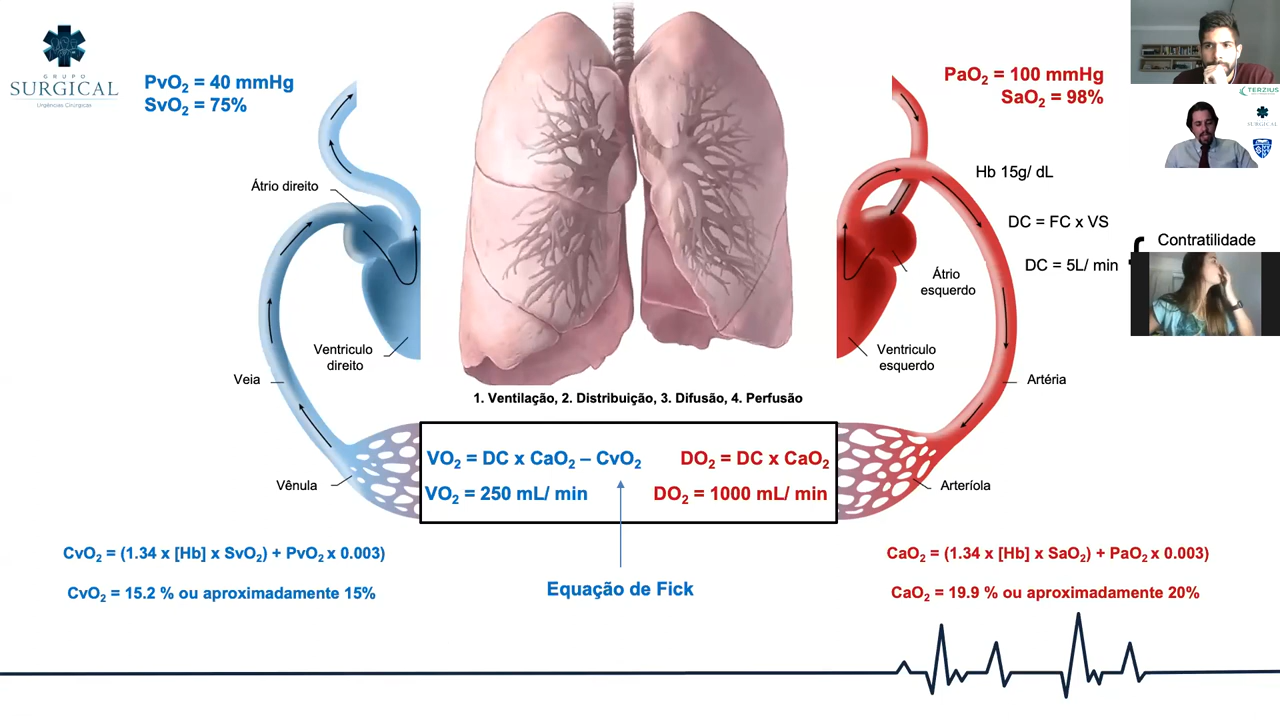 GRUPO
SURGICAL
Urgências Cirúrgicas
PvO₂ = 40 mmHg
SvO₂ = 75%
PaO₂ = 100 mmHg
SaO₂ = 98%
TERZIUS
SURGICAL
Átrio direito
Hb 15g/ dL
DC = FC x VS
Contratilidade
DC = 5L/ min
{
Átrio
esquerdo
Ventriculo
direito
Ventriculo
esquerdo
Veia
Artéria
1. Ventilação, 2. Distribuição, 3. Difusão, 4. Perfusão
VO₂ = DC x CaO₂ – CvO₂
DO₂ = DC x CaO₂
VO₂ = 250 mL/ min
DO₂ = 1000 mL/ min
Vênula
Arteríola
CvO₂ = (1.34 x [Hb] x SvO₂) + PvO₂ x 0.003)
CaO₂ = (1.34 x [Hb] x SaO₂) + PaO₂ x 0.003)
CvO₂ = 15.2 % ou aproximadamente 15%
Equação de Fick
CaO₂ = 19.9 % ou aproximadamente 20%